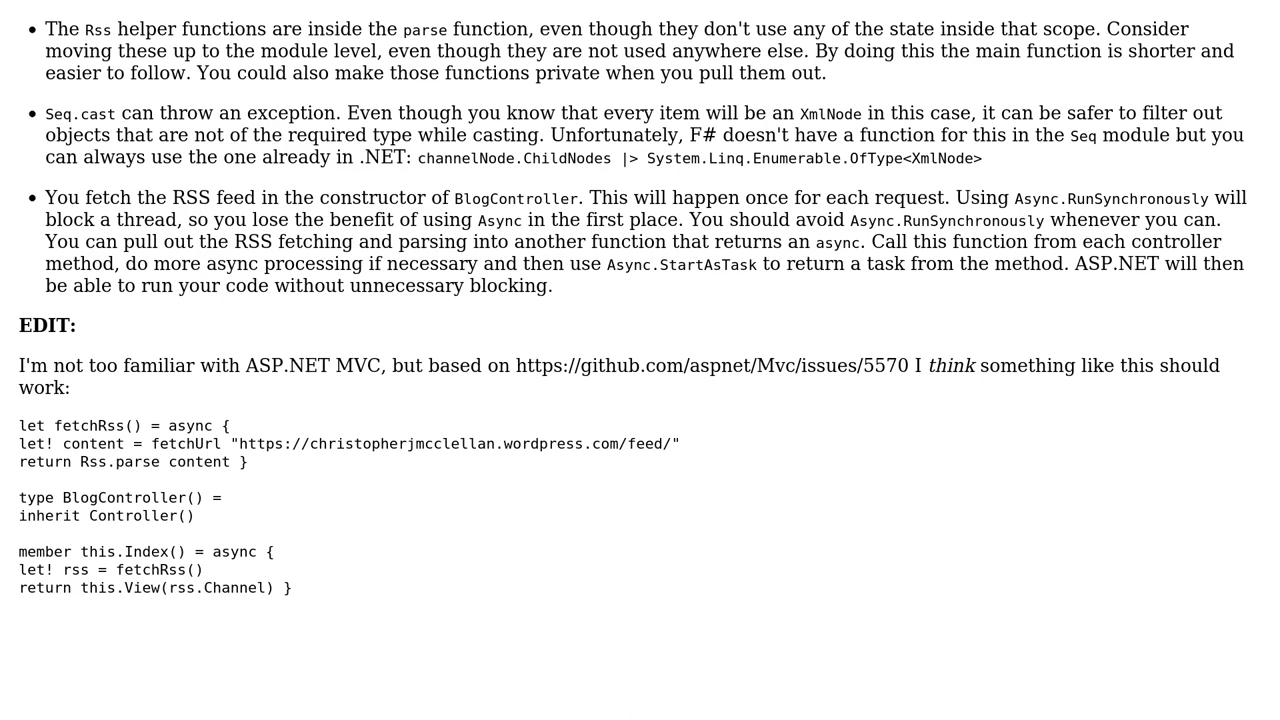 The Rss helper functions are inside the parse function, even though they don't use any of the state inside that scope. Consider
moving these up to the module level, even though they are not used anywhere else. By doing this the main function is shorter and
easier to follow. You could also make those functions private when you pull them out.
Seq.cast can throw an exception. Even though you know that every item will be an XmlNode in this case, it can be safer to filter out
objects that are not of the required type while casting. Unfortunately, F# doesn't have a function for this in the Seq module but you
can always use the one already in .NET: channelNode.ChildNodes |> System.Linq.Enumerable.OfType<XmlNode>
You fetch the RSS feed in the constructor of BlogController. This will happen once for each request. Using Async.RunSynchronously will
block a thread, so you lose the benefit of using Async in the first place. You should avoid Async.RunSynchronously whenever you can.
You can pull out the RSS fetching and parsing into another function that returns an async. Call this function from each controller
method, do more async processing if necessary and then use Async.StartAsTask to return a task from the method. ASP.NET will then
be able to run your code without unnecessary blocking.
EDIT:
I'm not too familiar with ASP.NET MVC, but based on https://github.com/aspnet/Mvc/issues/5570 I think something like this should
work:
let fetchRss() = async {
let! content = fetchUrl "https://christopherjmcclellan.wordpress.com/feed/"
return Rss.parse content }
type BlogController() =
inherit Controller()
member this.Index() = async {
let! rss = fetchRss()
return this.View(rss.Channel) }